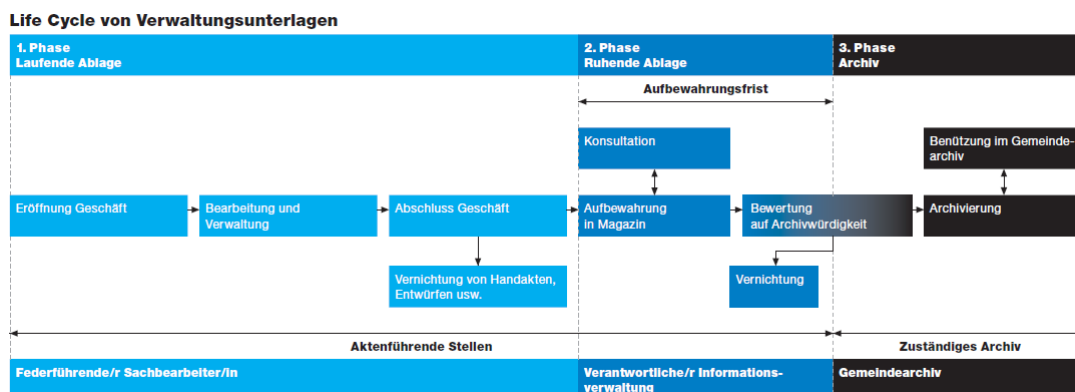 Life Cycle von Verwaltungsunterlagen
1. Phase
Laufende Ablage
2. Phase
Ruhende Ablage
3. Phase
Archiv
Aufbewahrungsfrist
Konsultation
Benützung im Gemeinde-
archiv
Eröffnung Geschäft
Bearbeitung und
Verwaltung
Abschluss Geschäft
Aufbewahrung
in Magazin
Bewertung
auf Archivwürdigkeit
Archivierung
Vernichtung von Handakten,
Entwürfen usw.
Vernichtung
Aktenführende Stellen
Zuständiges Archiv
Federführende/r Sachbearbeiter/in
Verantwortliche/r Informations-
verwaltung
Gemeindearchiv